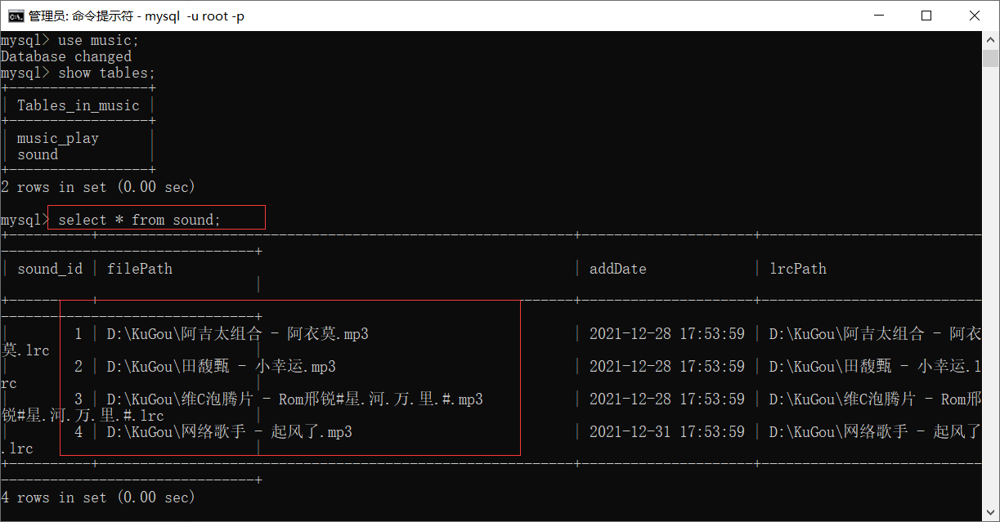 管理员: 命令提示符 - mysql  -u root -p
mysql> use music;
Database changed
mysql> show tables;
+-----------------+
| Tables_in_music |
+-----------------+
| music_play      |
| sound           |
+-----------------+
2 rows in set (0.00 sec)
mysql> select * from sound;
+----------+----------------------------------------------------------+---------------------+---------------------------
-------------------------------+
| sound_id | filePath                                                 | addDate             | lrcPath
                               |
+----------+----------------------------------------------------------+---------------------+---------------------------
-------------------------------+
|        1 | D:\KuGou\阿吉太组合 - 阿衣莫.mp3                          | 2021-12-28 17:53:59 | D:\KuGou\阿吉太组合 - 阿衣
莫.lrc                         |
|        2 | D:\KuGou\田馥甄 - 小幸运.mp3                              | 2021-12-28 17:53:59 | D:\KuGou\田馥甄 - 小幸运.l
rc                             |
|        3 | D:\KuGou\维C泡腾片 - Rom邢锐#星.河.万.里.#.mp3            | 2021-12-28 17:53:59 | D:\KuGou\维C泡腾片 - Rom邢
锐#星.河.万.里.#.lrc           |
|        4 | D:\KuGou\网络歌手 - 起风了.mp3                            | 2021-12-31 17:53:59 | D:\KuGou\网络歌手 - 起风了
.lrc                           |
+----------+----------------------------------------------------------+---------------------+---------------------------
-------------------------------+
4 rows in set (0.00 sec)